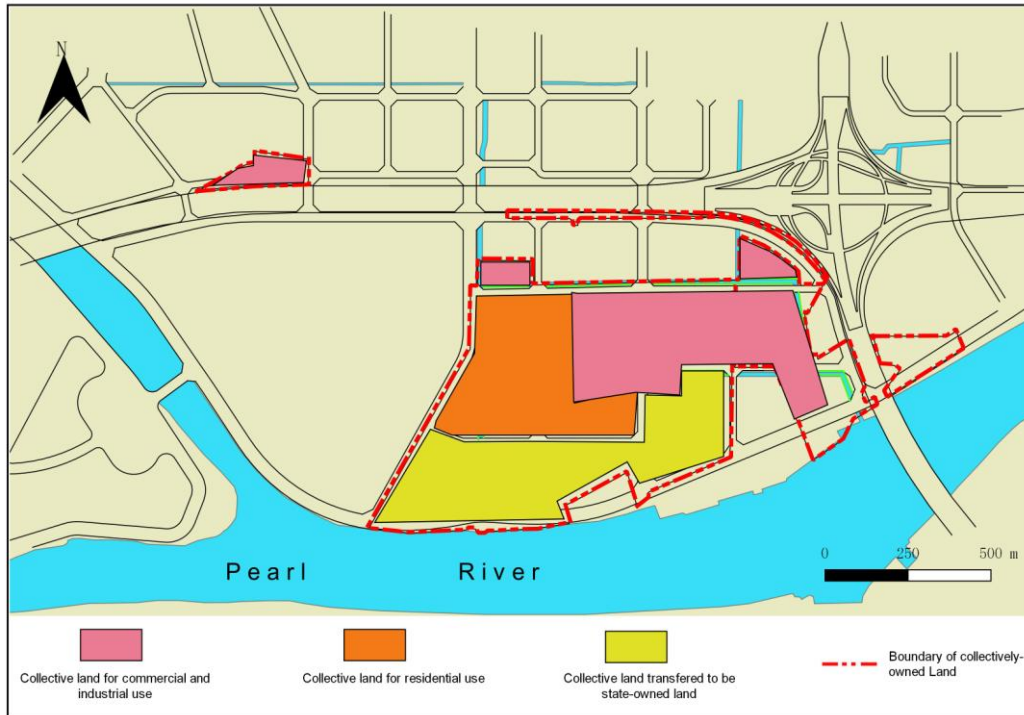 N
0 250 500 m
Pearl River
Collective land for commercial and
industrial use
Collective land for residential use
Collective land transfered to be
state-owned land
Boundary of collectively-
owned Land